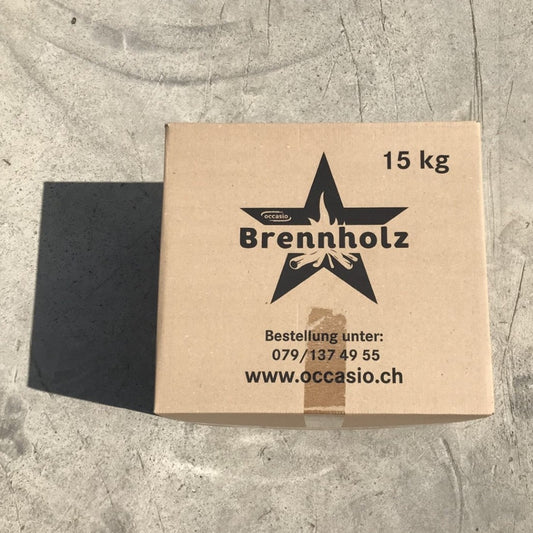 15 kg
occasio
Brennholz
Bestellung unter:
079/137 49 55
www.occasio.ch